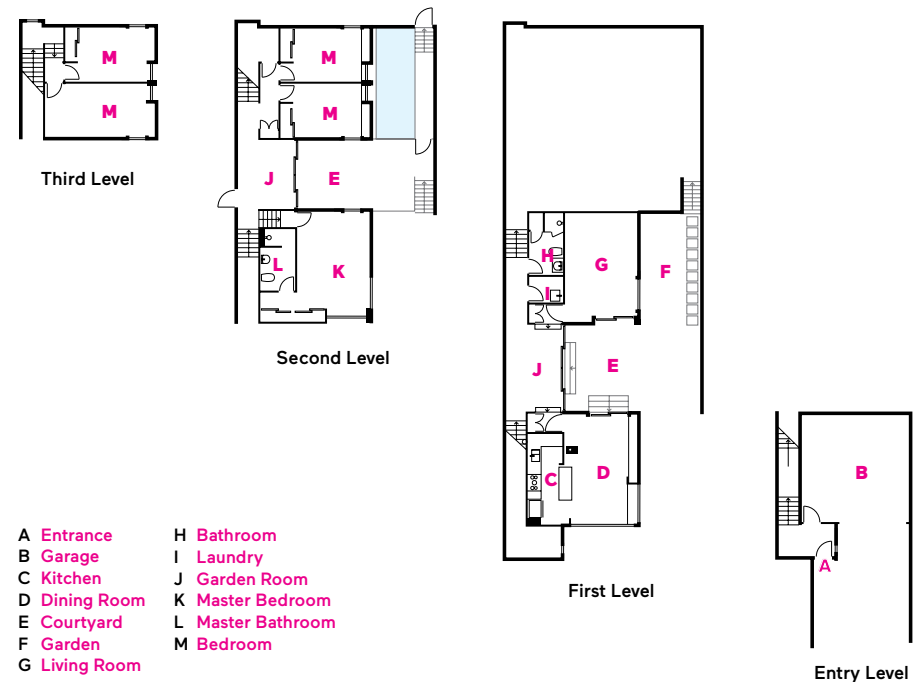 M
M
Third Level
M
M
J
E
L
K
Second Level
H
G
F
I
J
E
C
D
First Level
B
A
Entry Level
A Entrance
B Garage
C Kitchen
D Dining Room
E Courtyard
F Garden
G Living Room
H Bathroom
I Laundry
J Garden Room
K Master Bedroom
L Master Bathroom
M Bedroom